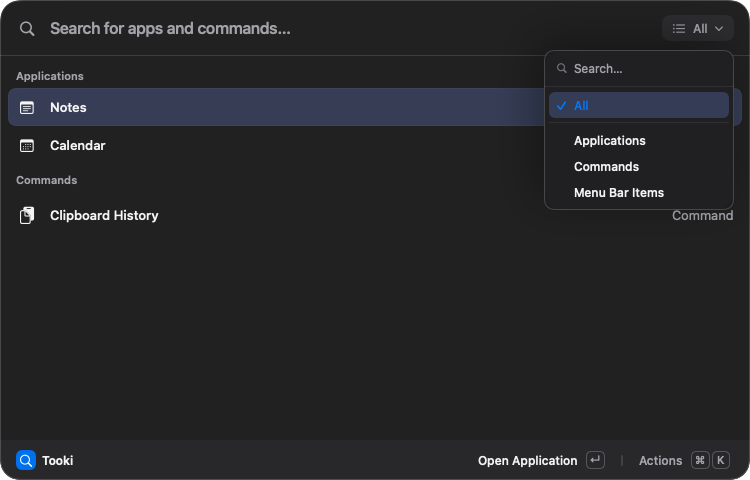 Search for apps and commands...
All
Search...
Applications
All
Notes
Applications
Calendar
Commands
Commands
Menu Bar Items
Clipboard History
Command
Tooki
Open Application ↵
Actions ⌘ K